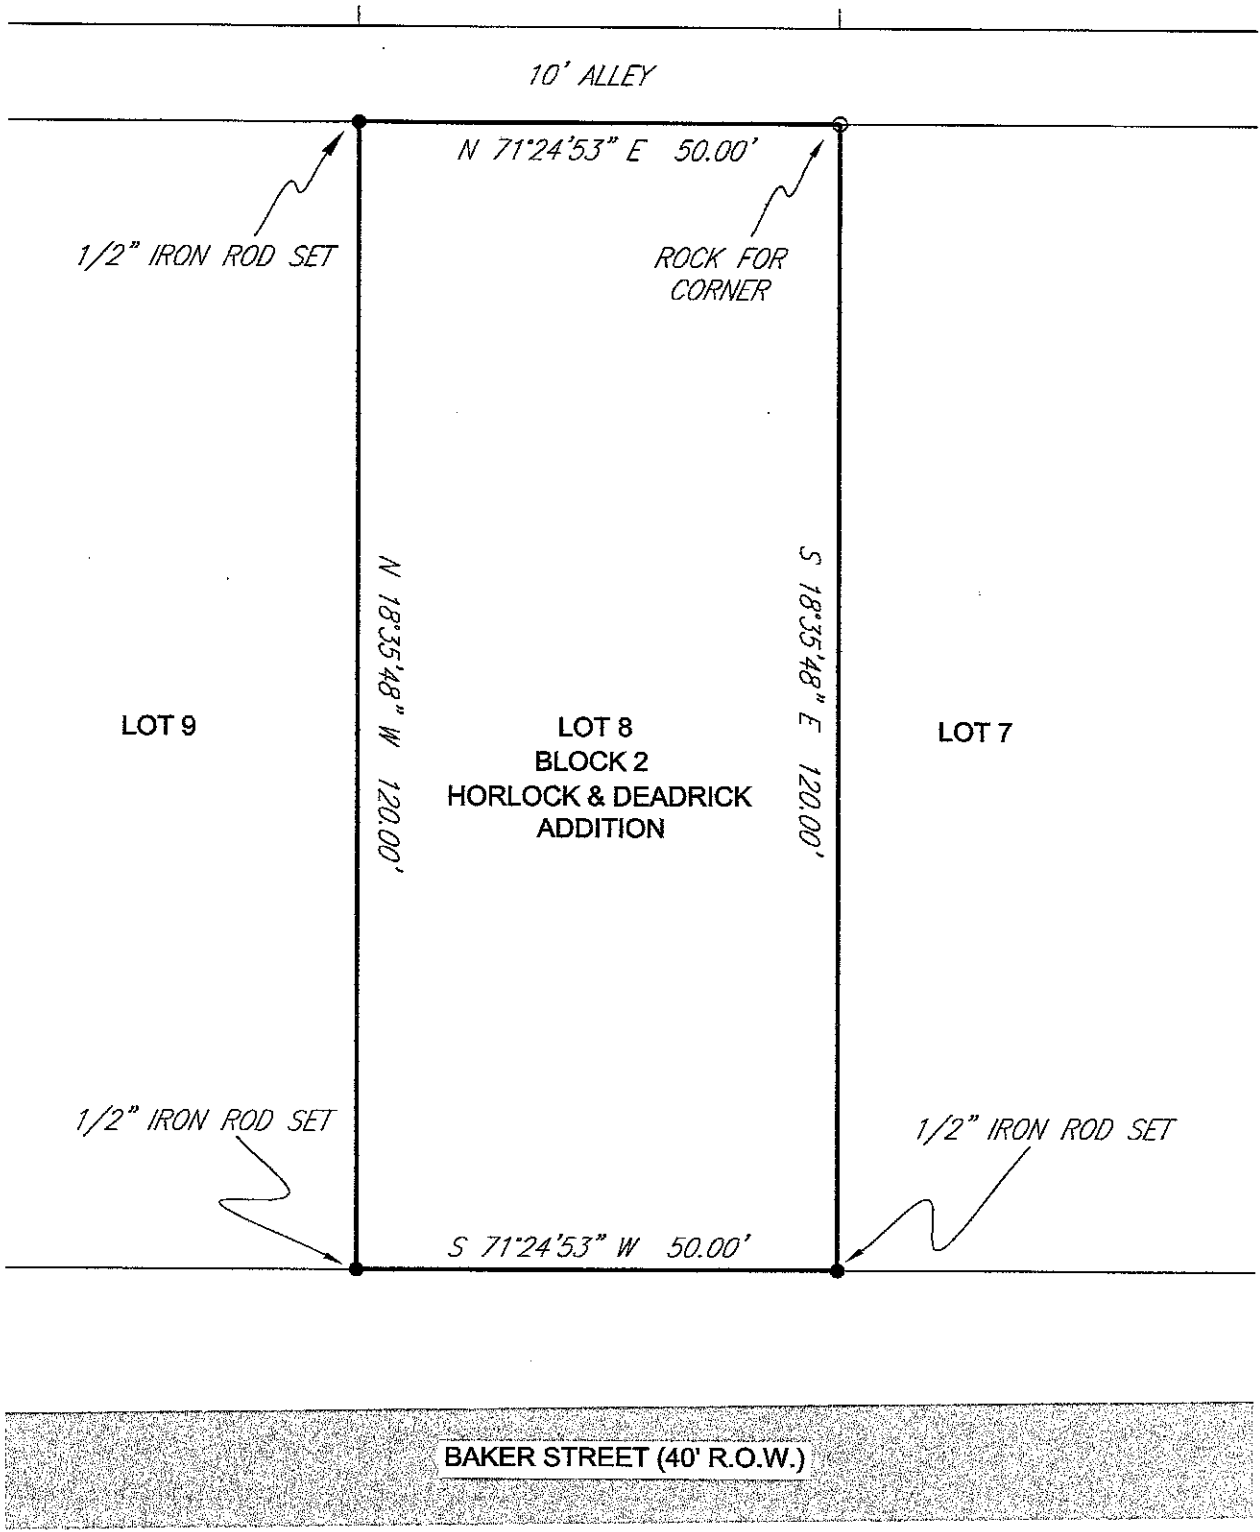 10' ALLEY
N 71°24'53" E 50.00'
1/2" IRON ROD SET
ROCK FOR
CORNER
N 18°35'48" W 120.00'
S 18°35'48" E 120.00'
LOT 9
LOT 8
BLOCK 2
HORLOCK & DEADRICK
ADDITION
LOT 7
1/2" IRON ROD SET
1/2" IRON ROD SET
S 71°24'53" W 50.00'
BAKER STREET (40' R.O.W.)